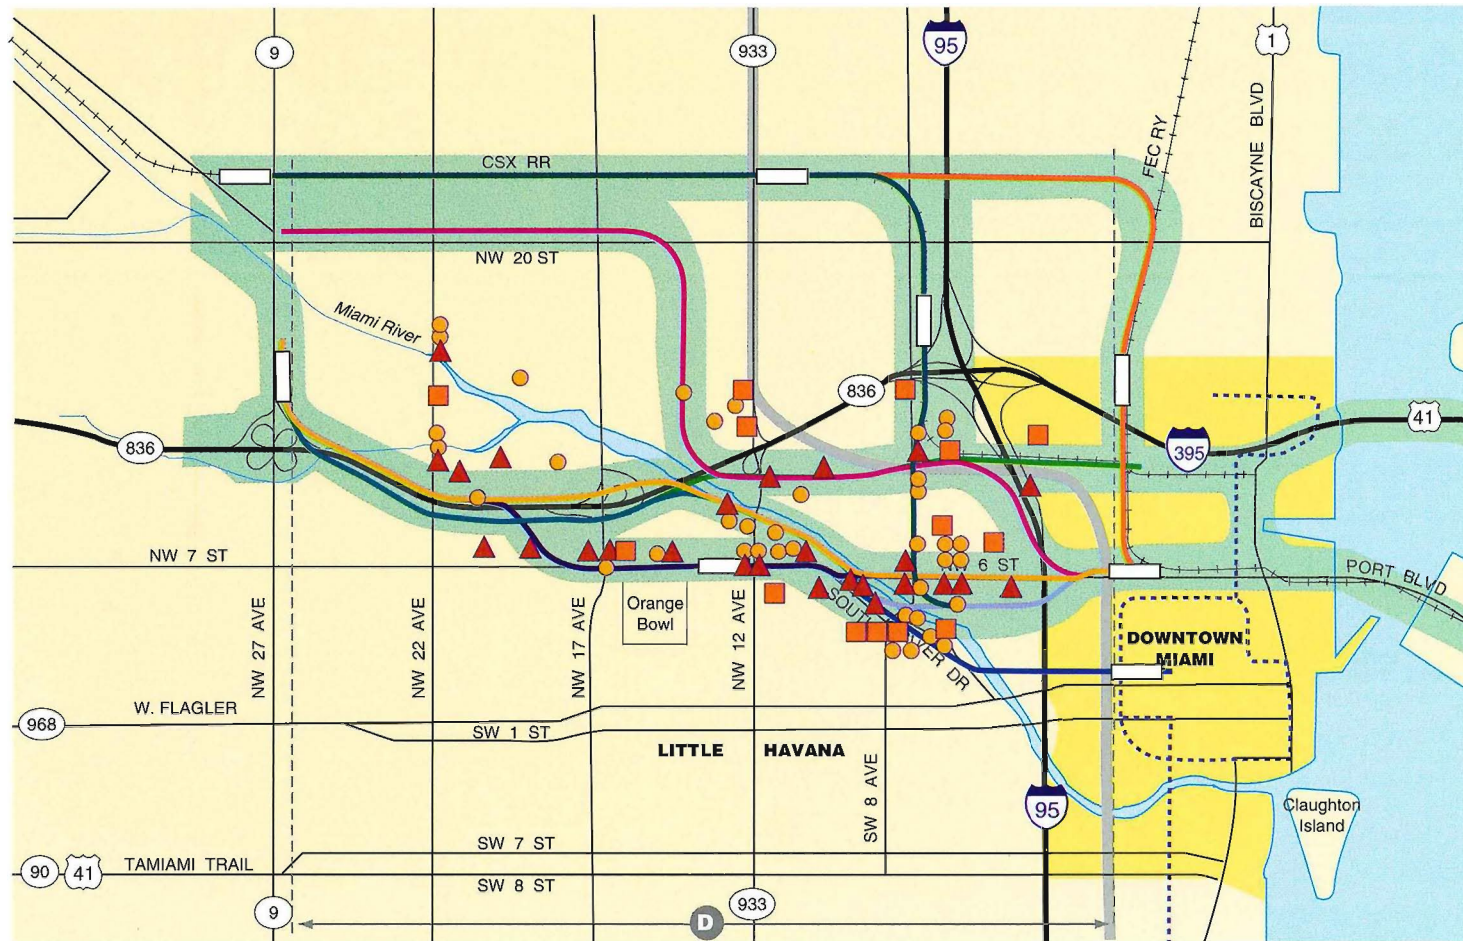 9
933
95
1
BISCAYNE BLVD
FEC RY
CSX RR
NW 20 ST
Miami River
836
41
836
395
NW 7 ST
6 ST
PORT BLVD
NW 27 AVE
NW 22 AVE
NW 17 AVE
Orange
Bowl
NW 12 AVE
DOWNTOWN
MIAMI
W. FLAGLER
968
SW 1 ST
LITTLE HAVANA
SW 8 AVE
95
Claughton
Island
SW 7 ST
90
41
TAMIAMI TRAIL
SW 8 ST
9
D
933